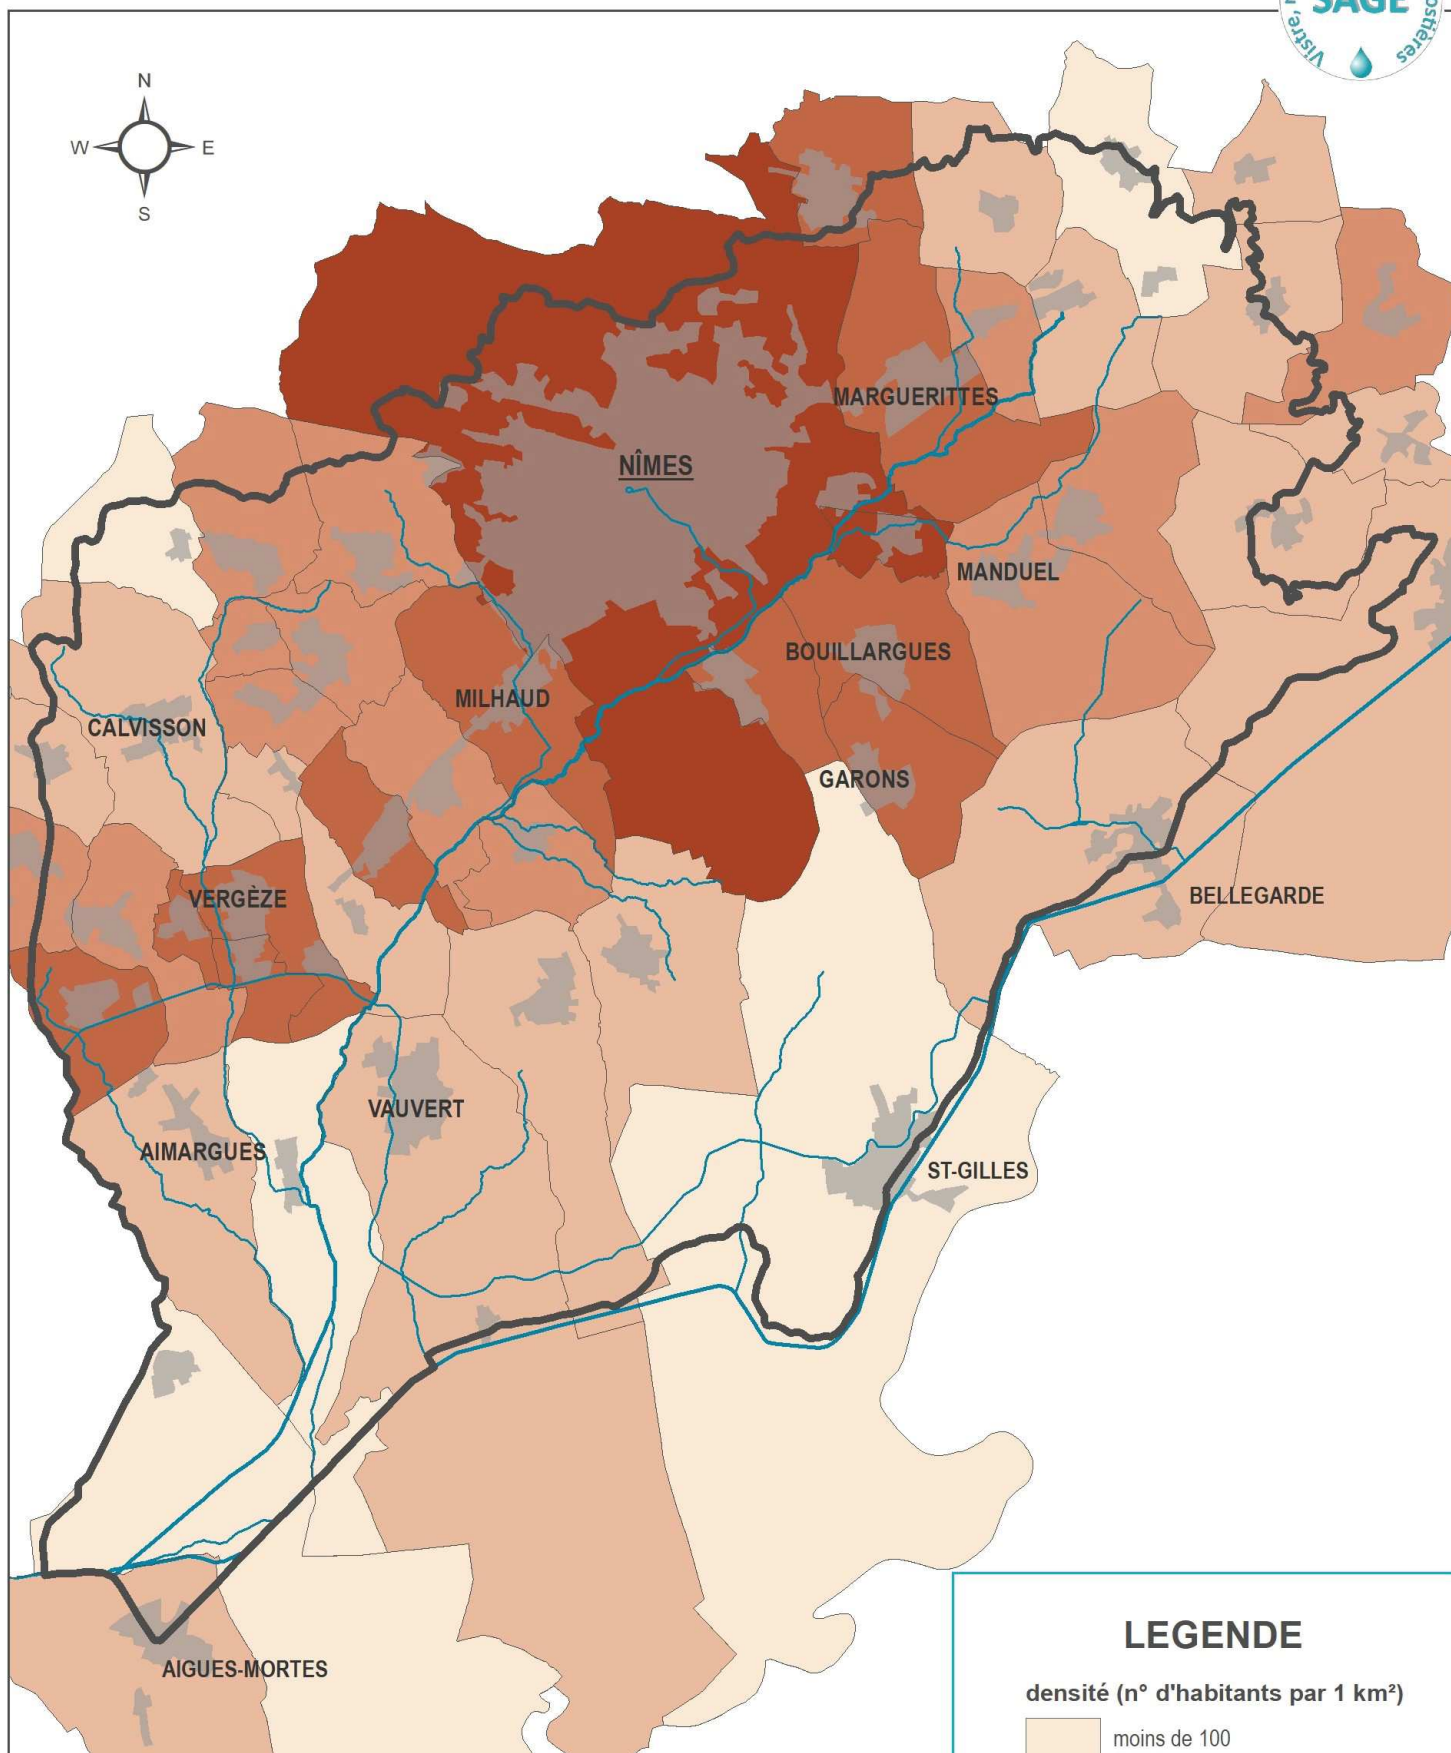 SAGE
Vistre,
ostières
N
W
E
S
MARGUERITTES
NÎMES
MANDUEL
BOUILLARGUES
MILHAUD
CALVISSON
GARONS
VERGÈZE
BELLEGARDE
VAUVERT
AIMARGUES
ST-GILLES
AIGUES-MORTES
LEGENDE
densité (n° d'habitants par 1 km²)
moins de 100